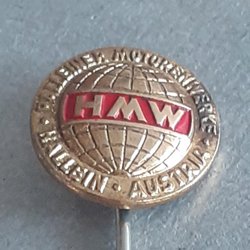 HALLEINER MOTORENWERKE
HMW
HALLEIN · AUSTRIA